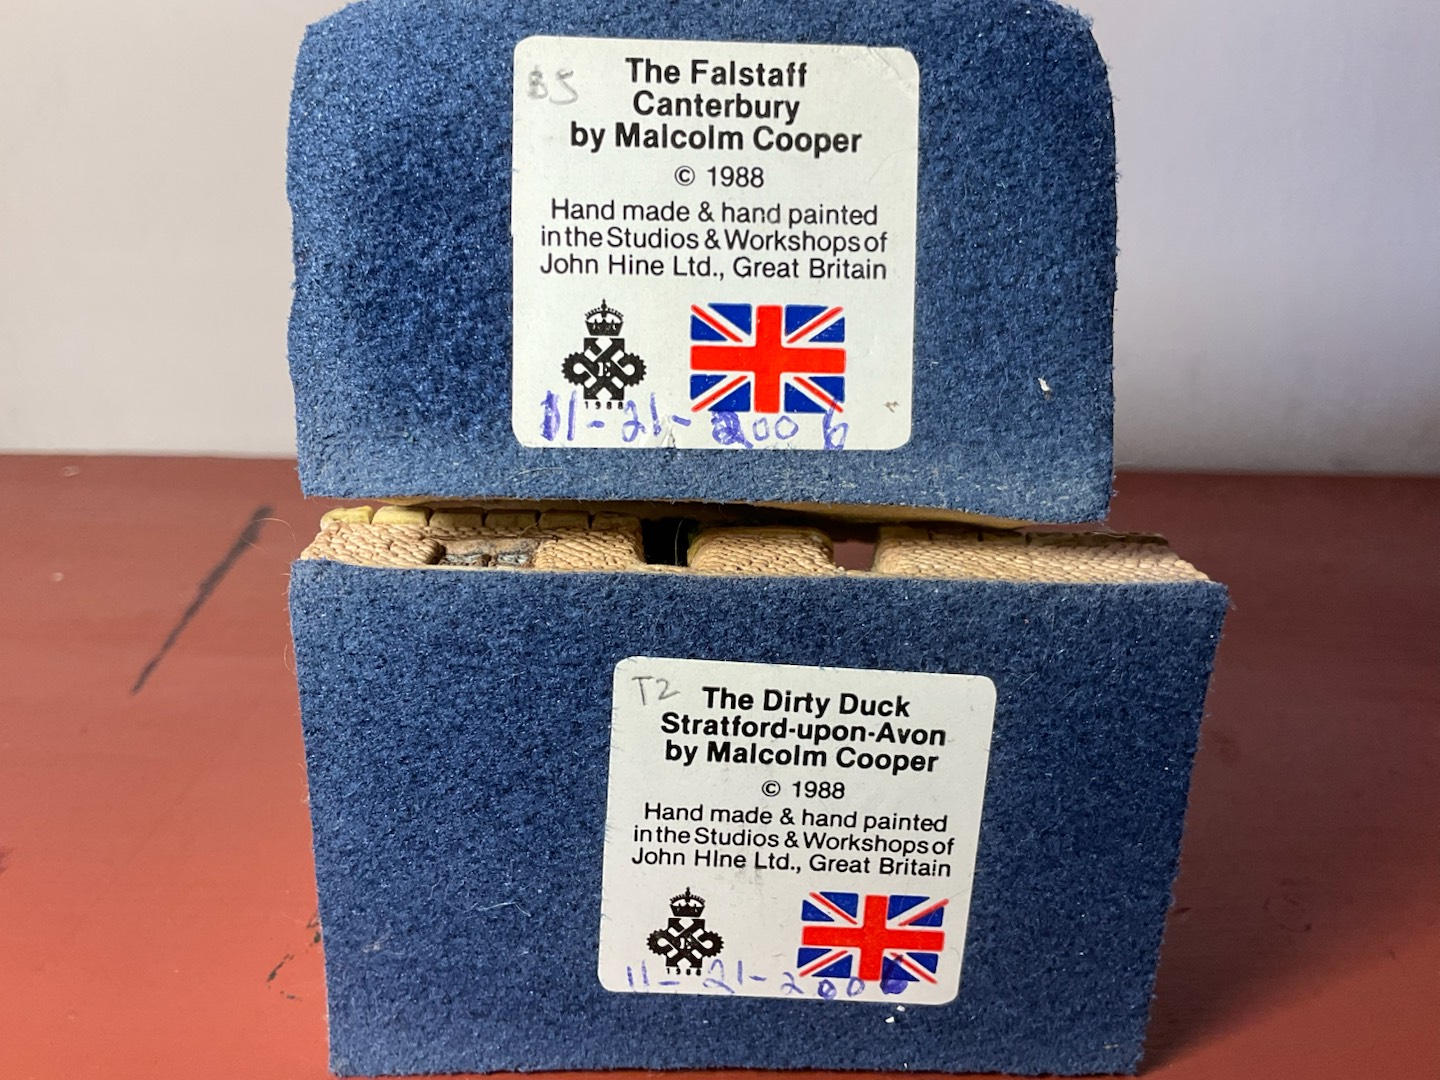 B5
The Falstaff
Canterbury
by Malcolm Cooper
© 1988
Hand made & hand painted
in the Studios & Workshops of
John Hine Ltd., Great Britain
E
1988
11-21-2006
T2
The Dirty Duck
Stratford-upon-Avon
by Malcolm Cooper
© 1988
Hand made & hand painted
in the Studios & Workshops of
John HIne Ltd., Great Britain
E
1988
11-21-2006